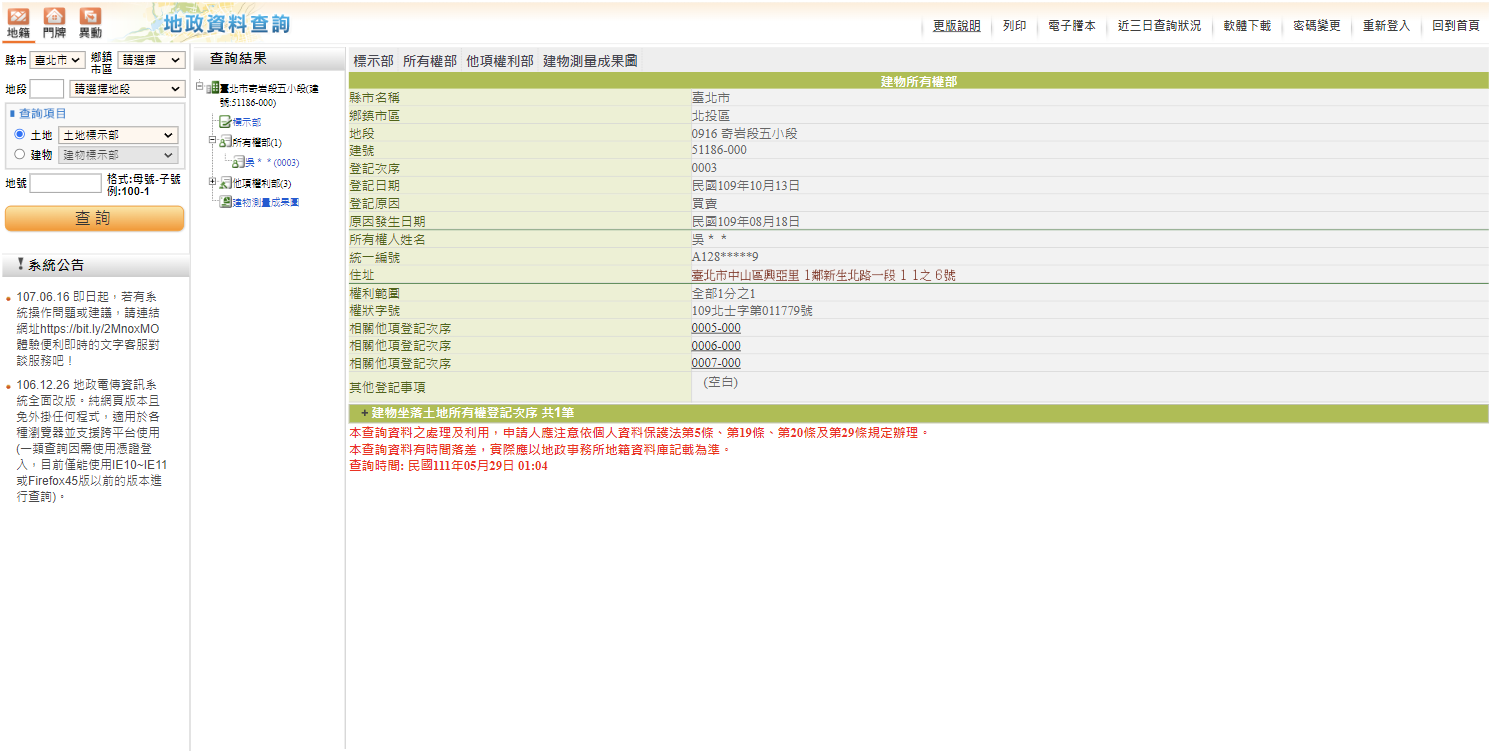 地籍 門牌 異動
地政資料查詢
更版說明 列印 電子謄本 近三日查詢狀況 軟體下載 密碼變更 重新登入 回到首頁
縣市 臺北市 鄉鎮市區 請選擇
地段 請選擇地段
查詢項目
土地 土地標示部
建物 建物標示部
地號 格式:母號-子號
例:100-1
查詢
系統公告
107.06.16 即日起，若有系
統操作問題或建議，請連結
網址https://bit.ly/2MnoxMO
體驗便利即時的文字客服對
談服務吧！
106.12.26 地政電傳資訊系
統全面改版。純網頁版本且
免外掛任何程式，適用於各
種瀏覽器並支援跨平台使用
(一類查詢因需使用憑證登
入，目前僅能使用IE10~IE11
或Firefox45版以前的版本進
行查詢)。
查詢結果
臺北市奇岩段五小段(建
號:51186-000)
標示部
所有權部(1)
吳＊＊(0003)
他項權利部(3)
建物測量成果圖
標示部 所有權部 他項權利部 建物測量成果圖
建物所有權部
縣市名稱 臺北市
鄉鎮市區 北投區
地段 0916 奇岩段五小段
建號 51186-000
登記次序 0003
登記日期 民國109年10月13日
登記原因 買賣
原因發生日期 民國109年08月18日
所有權人姓名 吳＊＊
統一編號 A128*****9
住址 臺北市中山區興亞里１鄰新生北路一段１１之６號
權利範圍 全部1分之1
權狀字號 109北士字第011779號
相關他項登記次序 0005-000
相關他項登記次序 0006-000
相關他項登記次序 0007-000
其他登記事項 (空白)
+ 建物坐落土地所有權登記次序 共1筆
本查詢資料之處理及利用，申請人應注意依個人資料保護法第5條、第19條、第20條及第29條規定辦理。
本查詢資料有時間落差，實際應以地政事務所地籍資料庫記載為準。
查詢時間: 民國111年05月29日 01:04